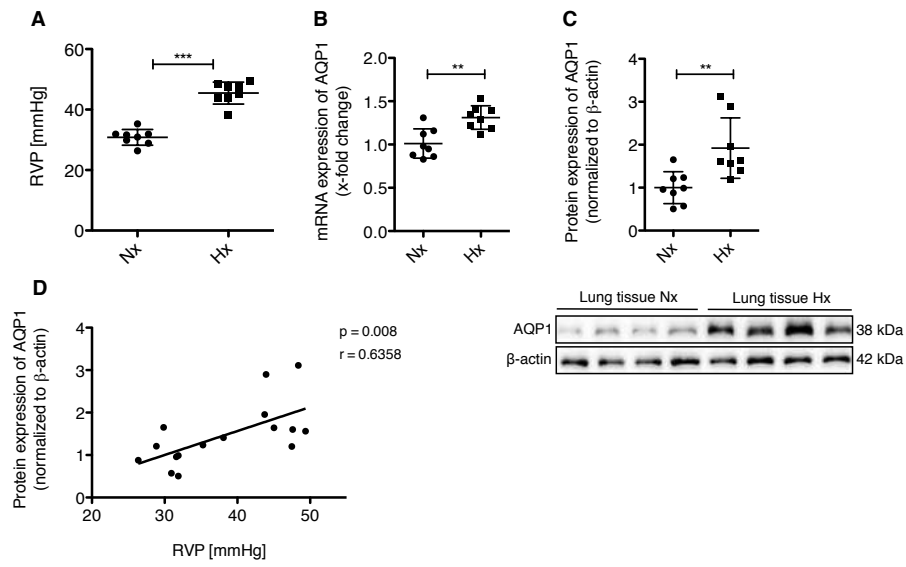 A
RVP [mmHg]
60
40
20
0
***
Nx
Hx
B
mRNA expression of AQP1
(x-fold change)
2.0
1.5
1.0
0.5
0.0
**
Nx
Hx
C
Protein expression of AQP1
(normalized to β-actin)
4
3
2
1
0
**
Nx
Hx
Lung tissue Nx
Lung tissue Hx
AQP1
38 kDa
β-actin
42 kDa
D
Protein expression of AQP1
(normalized to β-actin)
4
3
2
1
0
20
30
40
50
RVP [mmHg]
p = 0.008
r = 0.6358